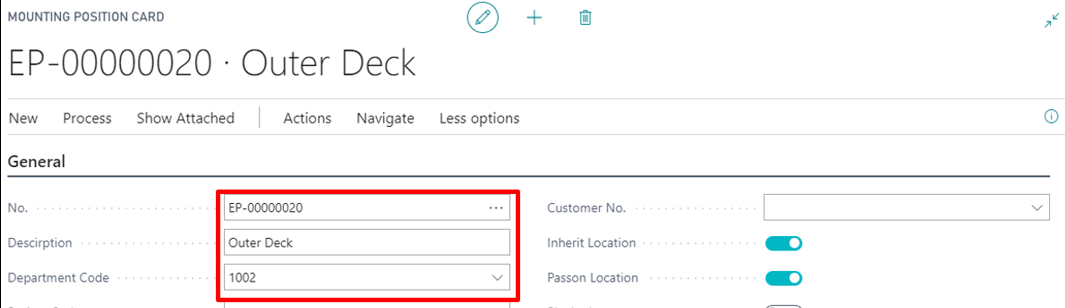 MOUNTING POSITION CARD
EP-00000020 · Outer Deck
New Process Show Attached Actions Navigate Less options
General
No. EP-00000020 ... Customer No.
Descirption Outer Deck Inherit Location
Department Code 1002 Passon Location